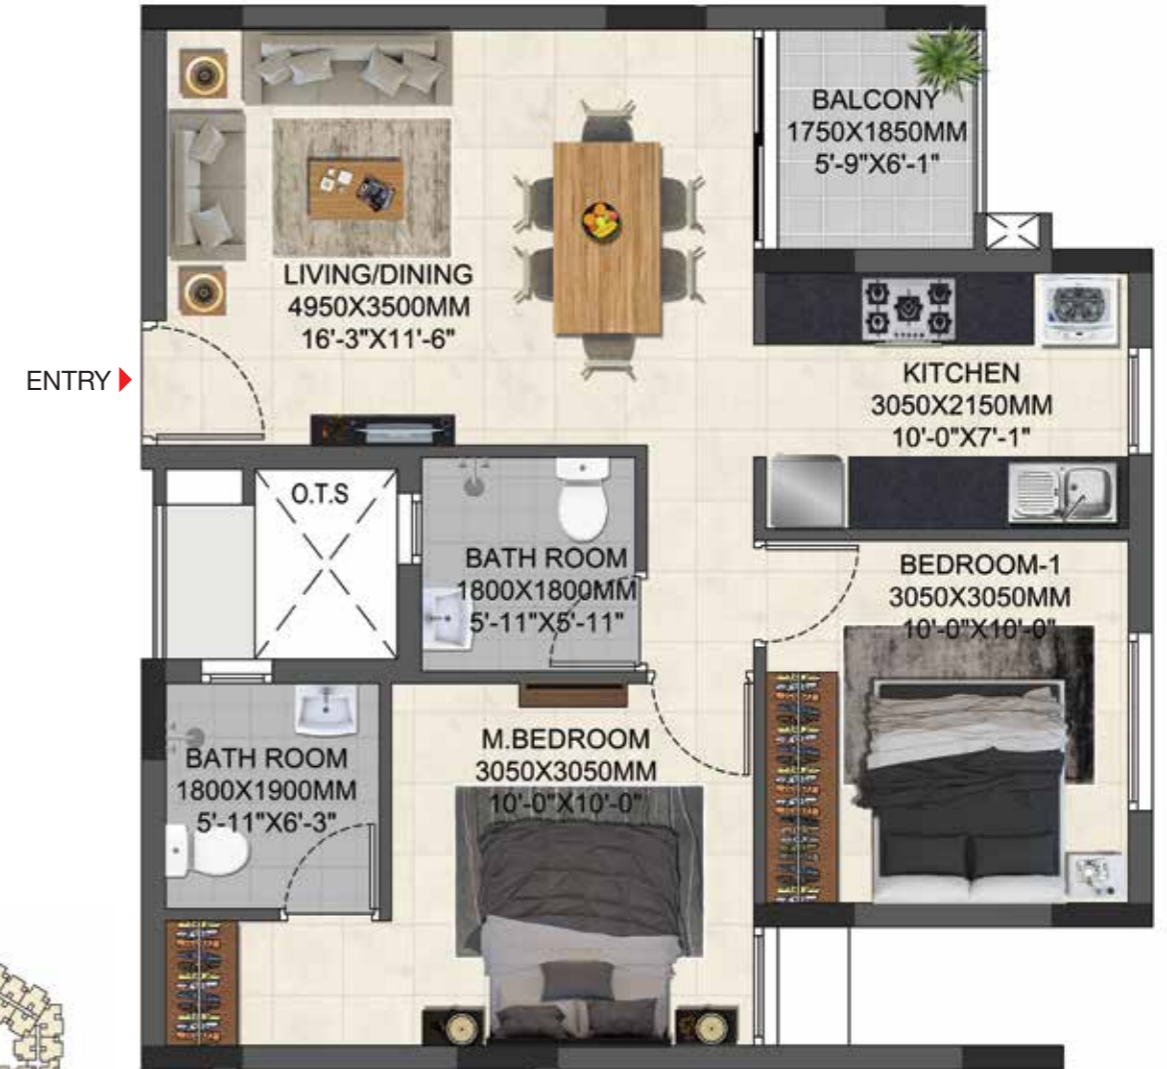 BALCONY
1750X1850MM
5'-9"X6'-1"
LIVING/DINING
4950X3500MM
16'-3"X11'-6"
ENTRY
KITCHEN
3050X2150MM
10'-0"X7'-1"
O.T.S
BATH ROOM
1800X1800MM
5'-11"X5'-11"
BEDROOM-1
3050X3050MM
10'-0"X10'-0"
M.BEDROOM
3050X3050MM
10'-0"X10'-0"
BATH ROOM
1800X1900MM
5'-11"X6'-3"